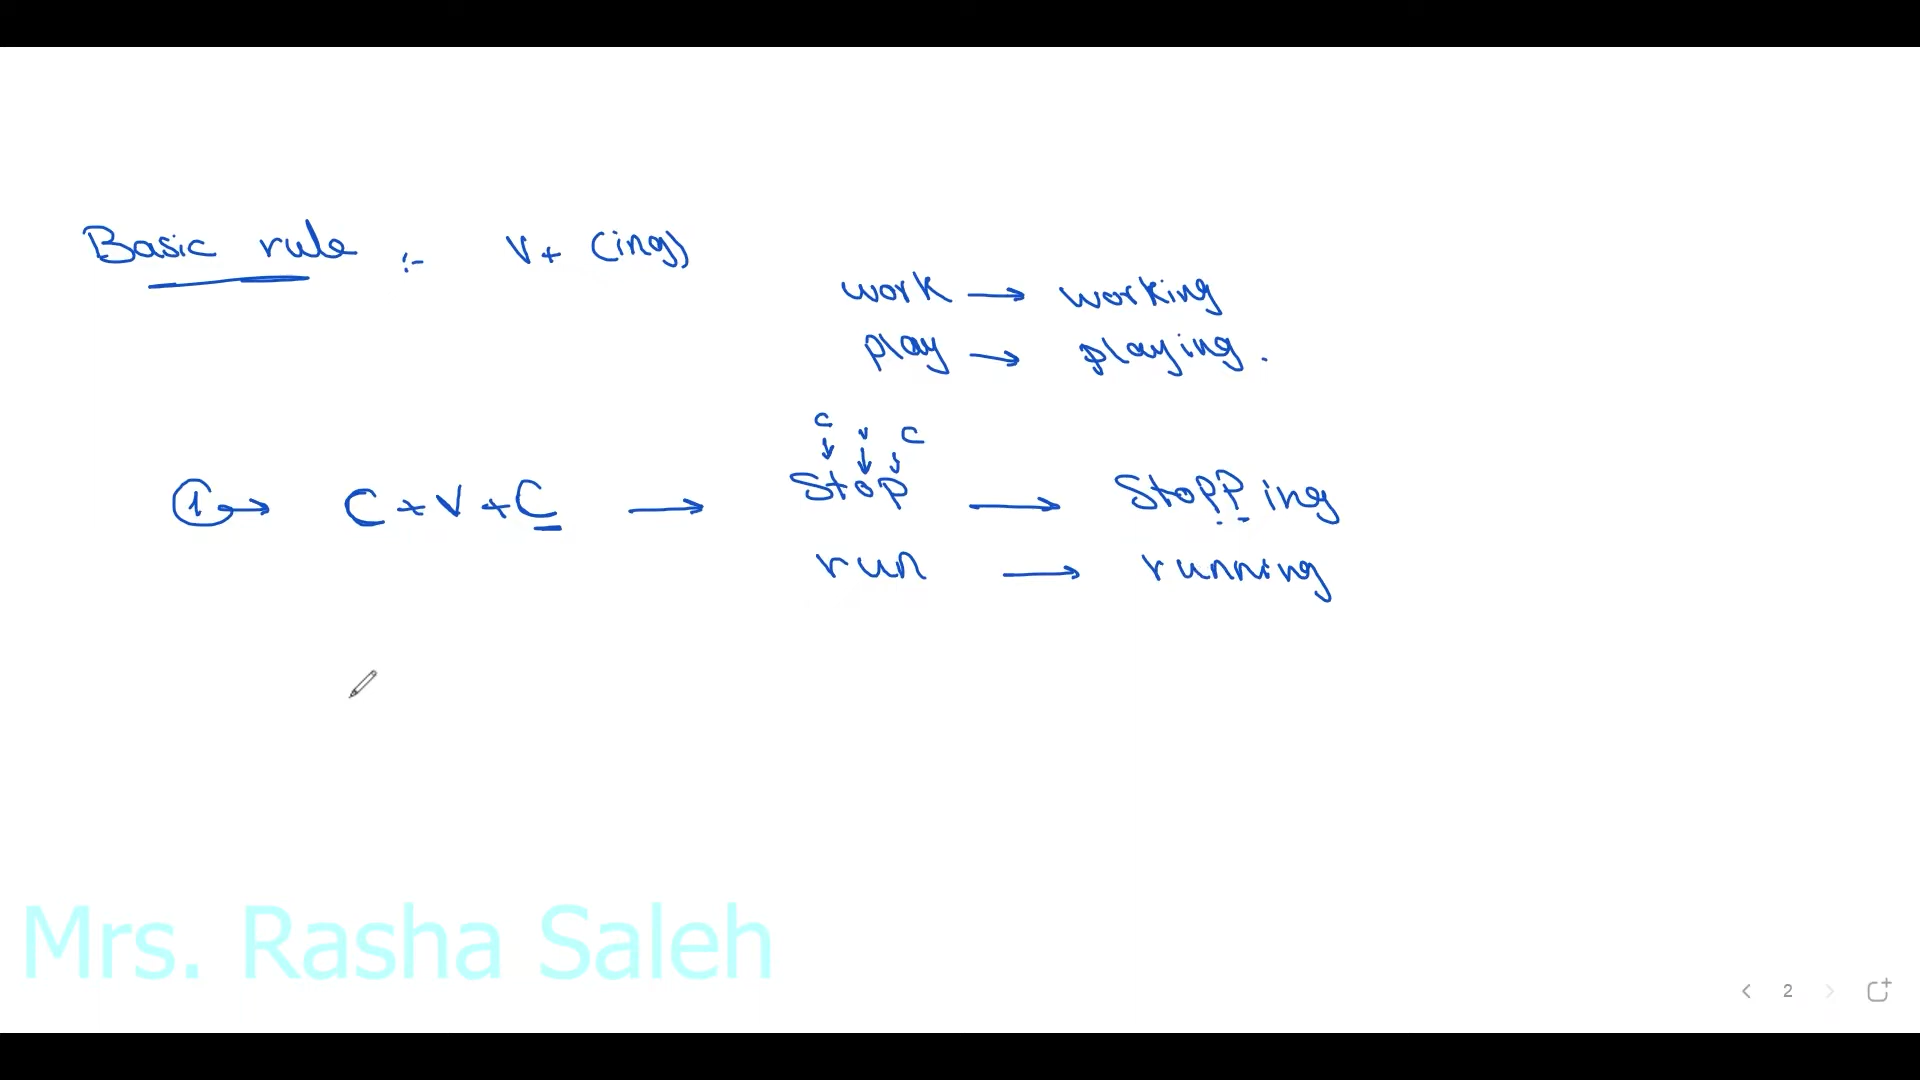 Basic rule :- V + (ing)
work → working
play → playing.
C V C
① → C + V + C → Stop → Stopping
run → running
Mrs. Rasha Saleh
2